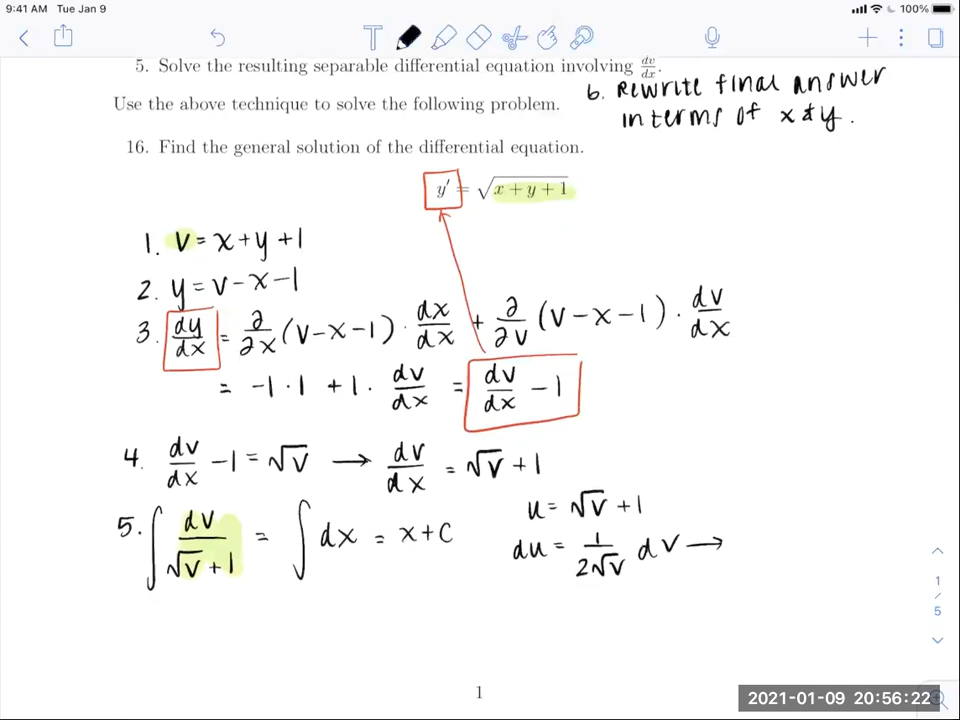 9:41 AM Tue Jan 9 100%
5. Solve the resulting separable differential equation involving dv/dx.
6. Rewrite final answer
in terms of x & y.
Use the above technique to solve the following problem.
16. Find the general solution of the differential equation.
y′ = √(x + y + 1)
1. v = x + y + 1
2. y = v - x - 1
3. dy/dx = ∂/∂x (v - x - 1) · dx/dx + ∂/∂v (v - x - 1) · dv/dx
= -1 · 1 + 1 · dv/dx = dv/dx - 1
4. dv/dx - 1 = √v → dv/dx = √v + 1
5. ∫ dv/(√v + 1) = ∫ dx = x + C
u = √v + 1
du = 1/(2√v) dv →
1
/
5
1
2021-01-09 20:56:22